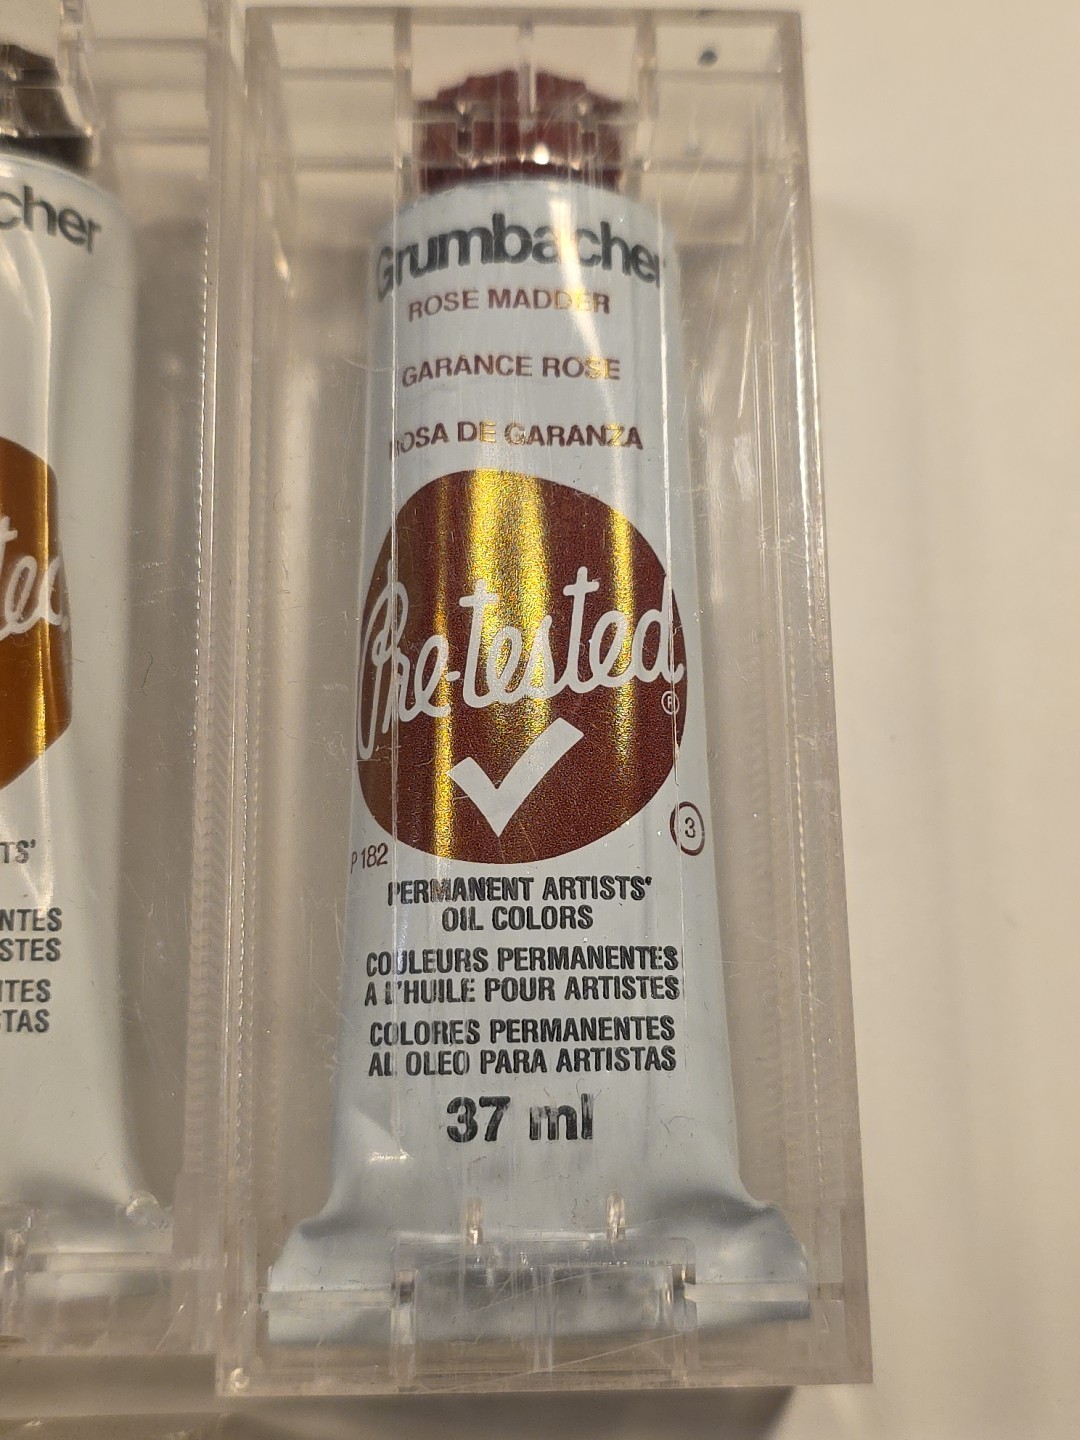 Grumbacher
ROSE MADDER
GARANCE ROSE
ROSA DE GARANZA
Pre-tested
®
3
P 182
PERMANENT ARTISTS'
OIL COLORS
COULEURS PERMANENTES
A L'HUILE POUR ARTISTES
COLORES PERMANENTES
AL OLEO PARA ARTISTAS
37 ml